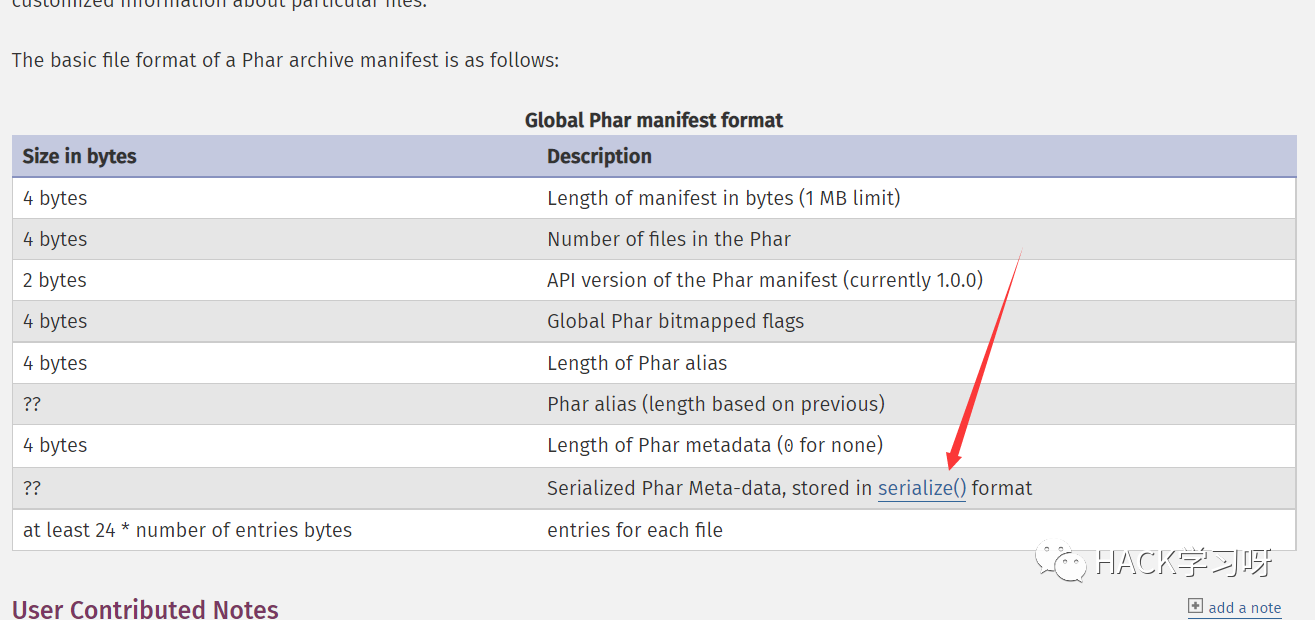 customized information about particular files.
The basic file format of a Phar archive manifest is as follows:
Global Phar manifest format
Size in bytes Description
4 bytes Length of manifest in bytes (1 MB limit)
4 bytes Number of files in the Phar
2 bytes API version of the Phar manifest (currently 1.0.0)
4 bytes Global Phar bitmapped flags
4 bytes Length of Phar alias
?? Phar alias (length based on previous)
4 bytes Length of Phar metadata (0 for none)
?? Serialized Phar Meta-data, stored in serialize() format
at least 24 * number of entries bytes entries for each file
HACK学习呀
User Contributed Notes
add a note